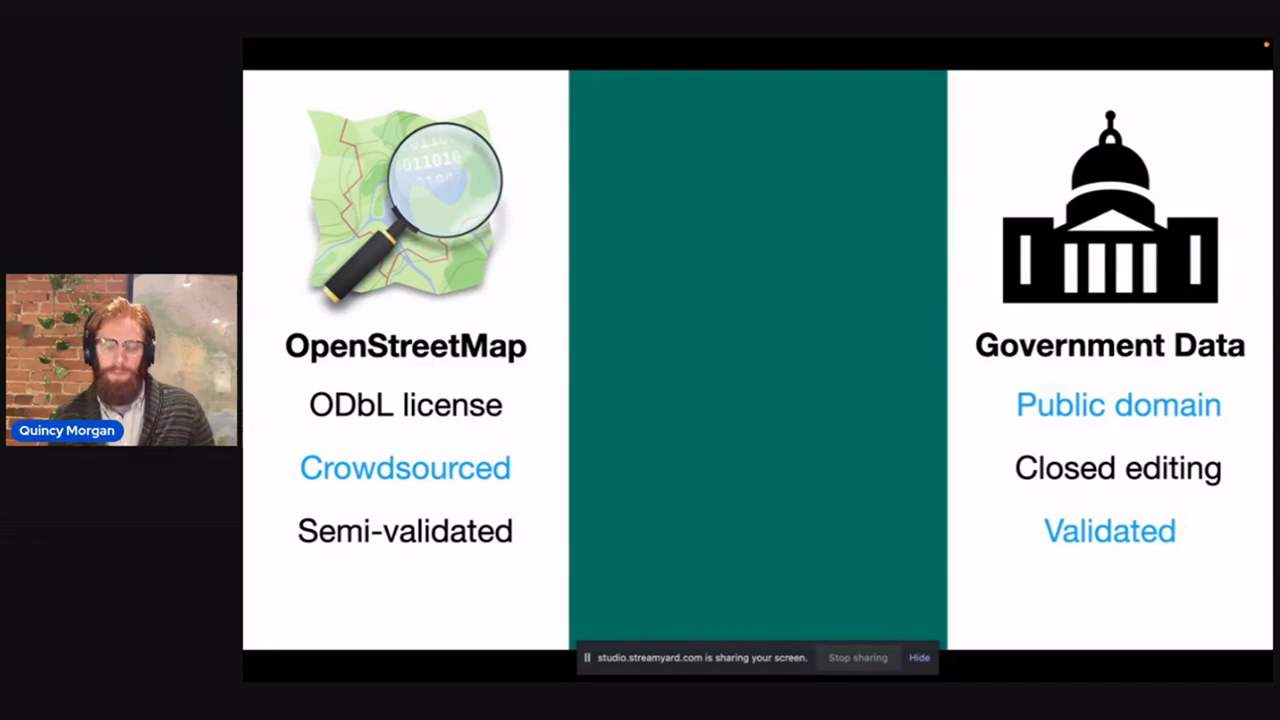 OpenStreetMap
ODbL license
Crowdsourced
Semi-validated
Government Data
Public domain
Closed editing
Validated
Quincy Morgan
studio.streamyard.com is sharing your screen.
Stop sharing
Hide
011010